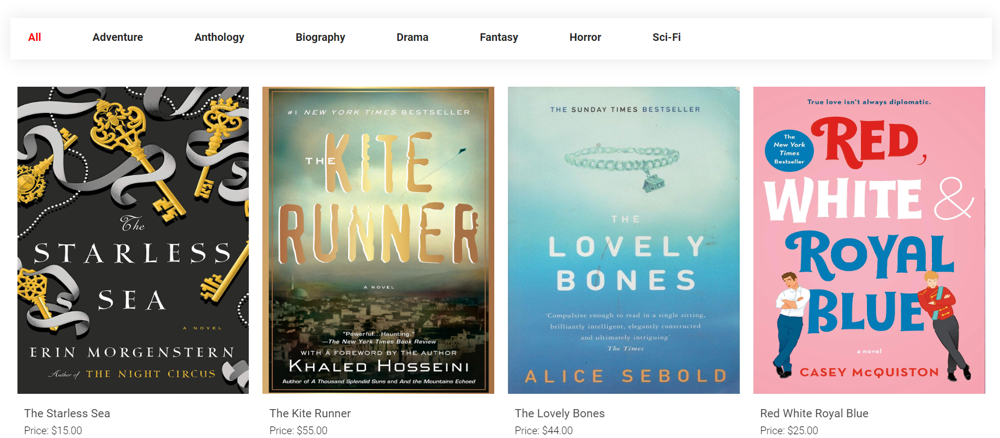 All Adventure Anthology Biography Drama Fantasy Horror Sci-Fi
The
STARLESS
SEA
A NOVEL
ERIN MORGENSTERN
Author of THE NIGHT CIRCUS
The Starless Sea
Price: $15.00
#1 NEW YORK TIMES BESTSELLER
THE KITE
RUNNER
A NOVEL
"Powerful...Haunting."
—The New York Times Book Review
WITH A FOREWORD BY THE AUTHOR
KHALED HOSSEINI
Author of A Thousand Splendid Suns and And the Mountains Echoed
The Kite Runner
Price: $55.00
THE SUNDAY TIMES BESTSELLER
THE
LOVELY
BONES
'Compulsive enough to read in a single sitting,
brilliantly intelligent, elegantly constructed
and ultimately intriguing'
The Times
ALICE SEBOLD
The Lovely Bones
Price: $44.00
True love isn't always diplomatic.
The
New York
Times
Bestseller
RED,
WHITE &
ROYAL
BLUE
a novel
CASEY McQUISTON
Red White Royal Blue
Price: $25.00